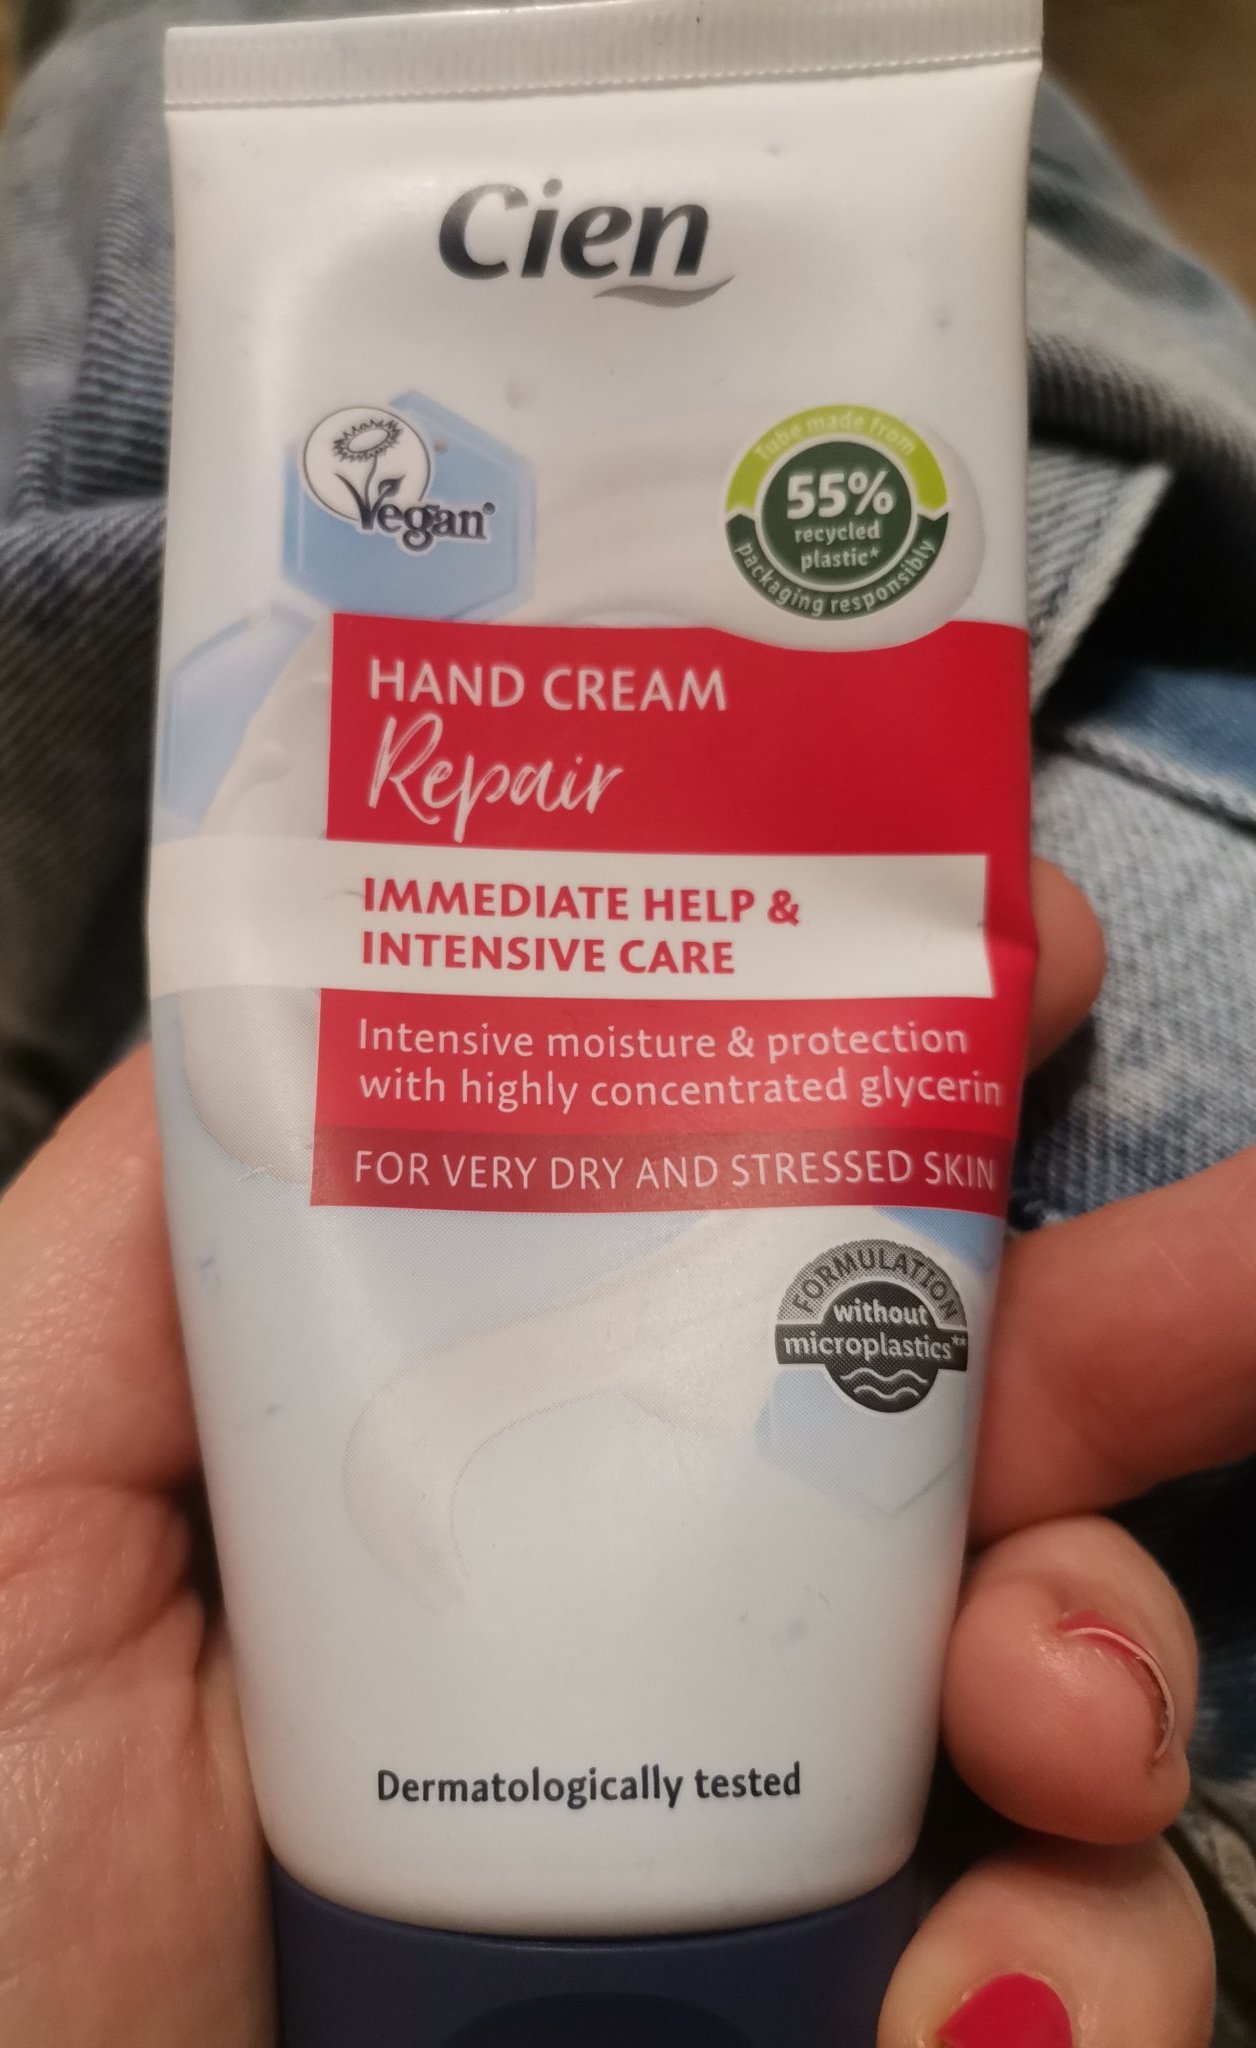 Cien
Vegan
Tube made from
55%
recycled
plastic*
packaging responsibly
HAND CREAM
Repair
IMMEDIATE HELP &
INTENSIVE CARE
Intensive moisture & protection
with highly concentrated glycerin
FOR VERY DRY AND STRESSED SKIN
FORMULATION
without
microplastics**
Dermatologically tested